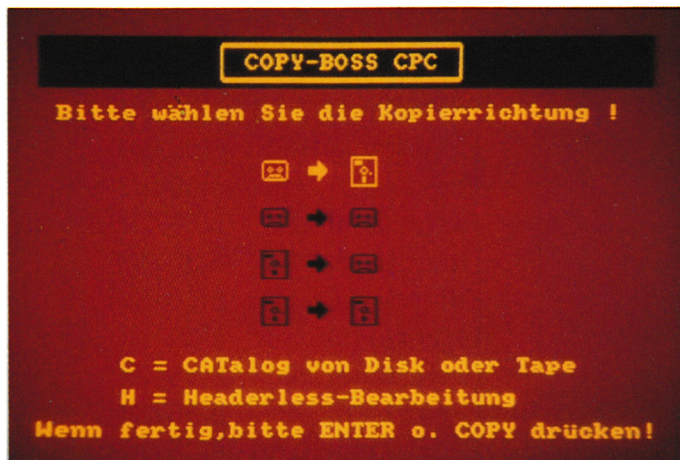 COPY-BOSS CPC
Bitte wählen Sie die Kopierrichtung !
C = CATalog von Disk oder Tape
H = Headerless-Bearbeitung
Wenn fertig,bitte ENTER o. COPY drücken!